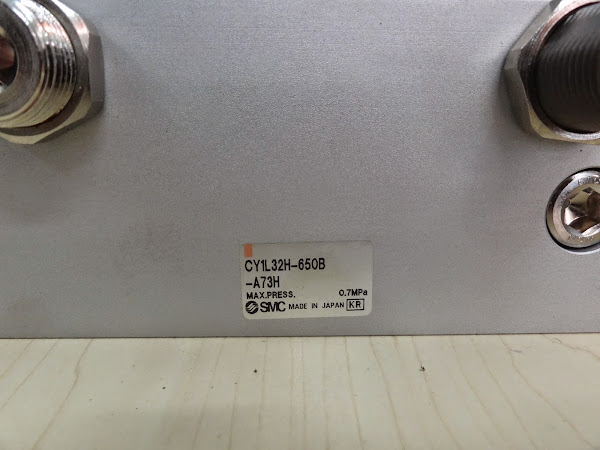 CY1L32H-650B
-A73H
MAX.PRESS. 0.7MPa
SMC MADE IN JAPAN KR